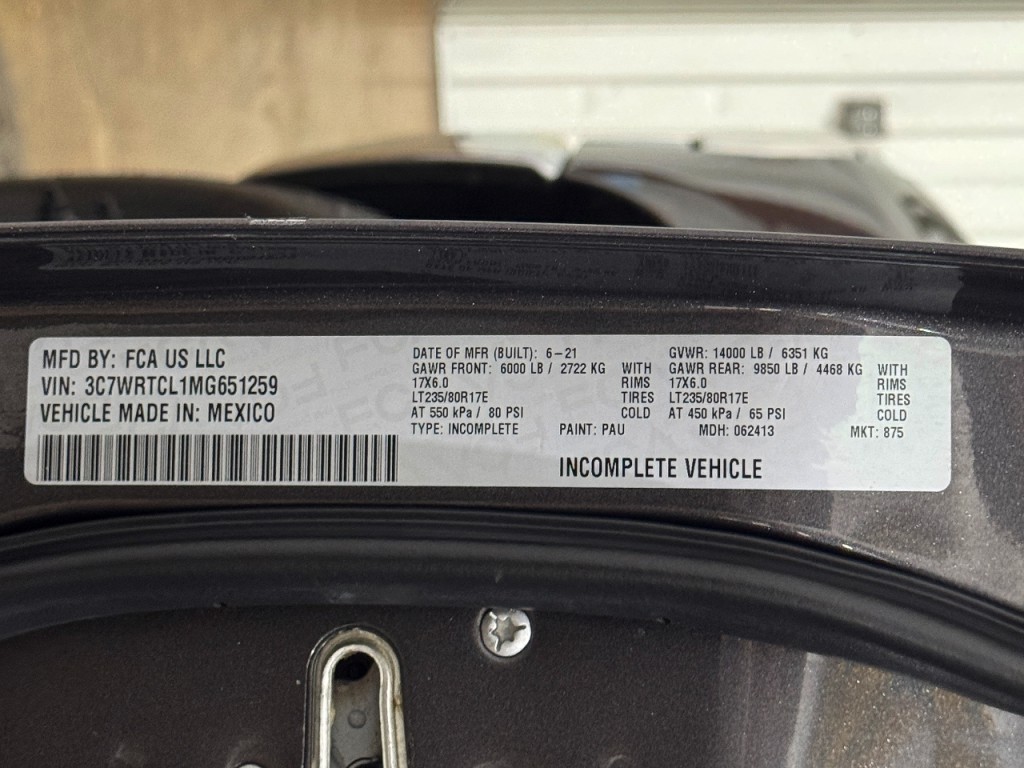 MFD BY: FCA US LLC
VIN: 3C7WRTCL1MG651259
VEHICLE MADE IN: MEXICO
DATE OF MFR (BUILT): 6-21
GAWR FRONT: 6000 LB / 2722 KG WITH
17X6.0 RIMS
LT235/80R17E TIRES
AT 550 kPa / 80 PSI COLD
TYPE: INCOMPLETE
GVWR: 14000 LB / 6351 KG
GAWR REAR: 9850 LB / 4468 KG WITH
17X6.0 RIMS
LT235/80R17E TIRES
AT 450 kPa / 65 PSI COLD
PAINT: PAU MDH: 062413 MKT: 875
INCOMPLETE VEHICLE